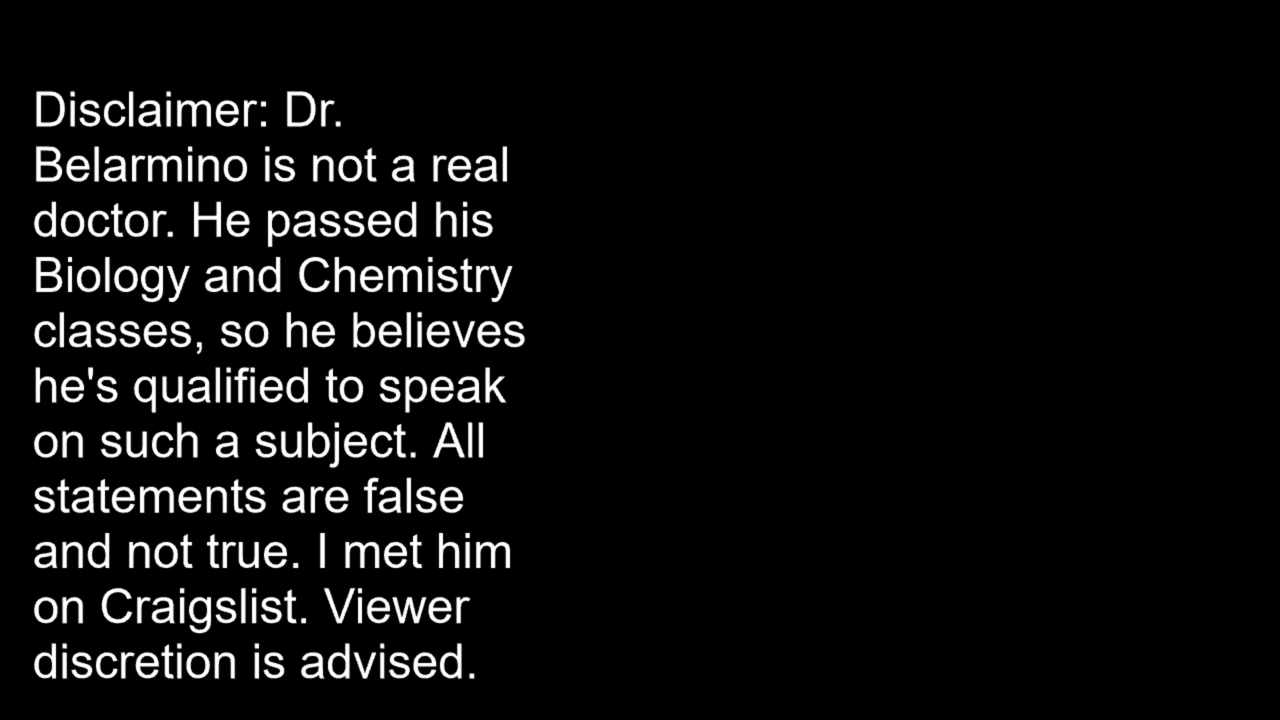 Disclaimer: Dr.
Belarmino is not a real
doctor. He passed his
Biology and Chemistry
classes, so he believes
he's qualified to speak
on such a subject. All
statements are false
and not true. I met him
on Craigslist. Viewer
discretion is advised.